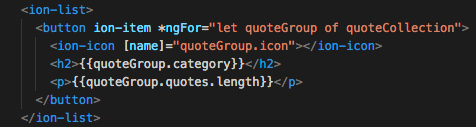 <ion-list>
<button ion-item *ngFor="let quoteGroup of quoteCollection">
<ion-icon [name]="quoteGroup.icon"></ion-icon>
<h2>{{quoteGroup.category}}</h2>
<p>{{quoteGroup.quotes.length}}</p>
</button>
</ion-list>